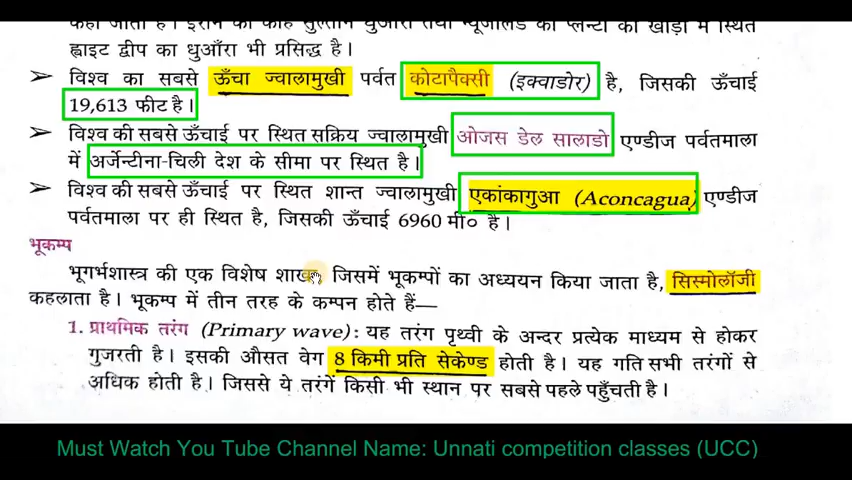 कहा जाता है। ईरान का कोह सुल्तान धुआँरा तथा न्यूजीलैंड की प्लेन्टी की खाड़ी में स्थित
ह्वाइट द्वीप का धुआँरा भी प्रसिद्ध है।
➢ विश्व का सबसे ऊँचा ज्वालामुखी पर्वत कोटापैक्सी (इक्वाडोर) है, जिसकी ऊँचाई
19,613 फीट है।
➢ विश्व की सबसे ऊँचाई पर स्थित सक्रिय ज्वालामुखी ओजस डेल सालाडो एण्डीज पर्वतमाला
में अर्जेन्टीना-चिली देश के सीमा पर स्थित है।
➢ विश्व की सबसे ऊँचाई पर स्थित शान्त ज्वालामुखी एकांकागुआ (Aconcagua) एण्डीज
पर्वतमाला पर ही स्थित है, जिसकी ऊँचाई 6960 मी० है।
भूकम्प
भूगर्भशास्त्र की एक विशेष शाखा, जिसमें भूकम्पों का अध्ययन किया जाता है, सिस्मोलॉजी
कहलाता है। भूकम्प में तीन तरह के कम्पन होते हैं—
1. प्राथमिक तरंग (Primary wave): यह तरंग पृथ्वी के अन्दर प्रत्येक माध्यम से होकर
गुजरती है। इसकी औसत वेग 8 किमी प्रति सेकेण्ड होती है। यह गति सभी तरंगों से
अधिक होती है। जिससे ये तरंगें किसी भी स्थान पर सबसे पहले पहुँचती है।
Must Watch You Tube Channel Name: Unnati competition classes (UCC)